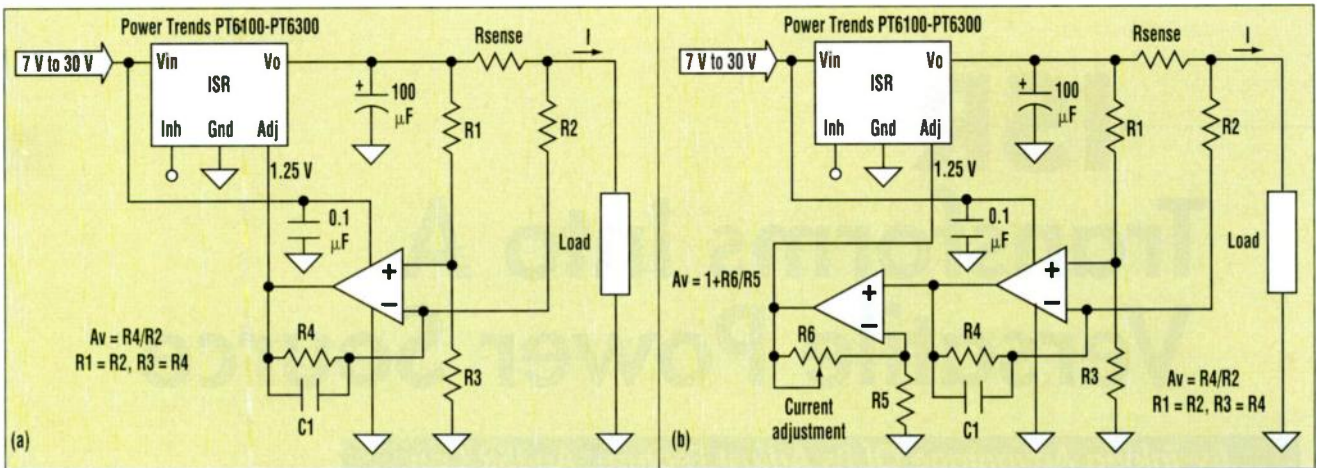 Power Trends PT6100-PT6300
Rsense
I
7 V to 30 V
Vin
Vo
ISR
Inh
Gnd
Adj
+
100
μF
R1
R2
1.25 V
0.1
μF
Load
+
−
Av = R4/R2
R1 = R2, R3 = R4
R4
R3
C1
(a)
Power Trends PT6100-PT6300
Rsense
I
7 V to 30 V
Vin
Vo
ISR
Inh
Gnd
Adj
+
100
μF
R1
R2
1.25 V
0.1
μF
Load
Av = 1+R6/R5
+
−
+
−
R6
R4
R3
R5
Current
adjustment
C1
Av = R4/R2
R1 = R2, R3 = R4
(b)